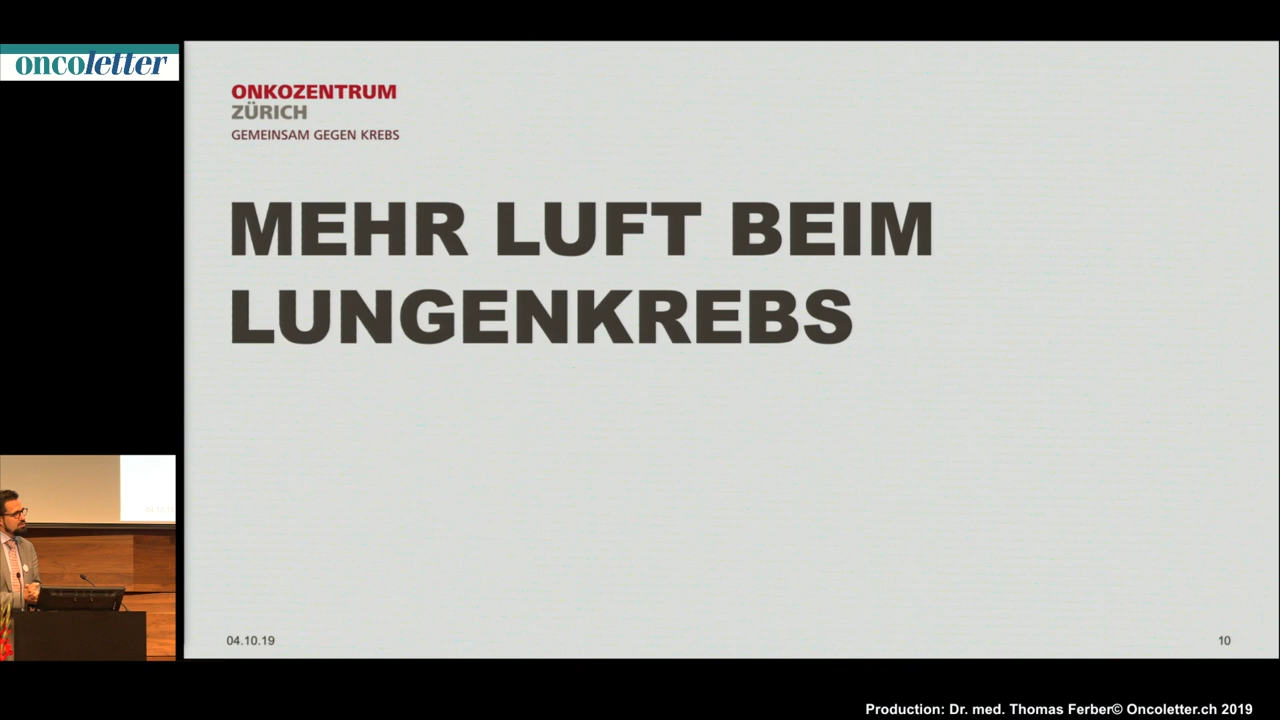 oncoletter
ONKOZENTRUM
ZÜRICH
GEMEINSAM GEGEN KREBS
MEHR LUFT BEIM
LUNGENKREBS
04.10.19
10
Production: Dr. med. Thomas Ferber© Oncoletter.ch 2019